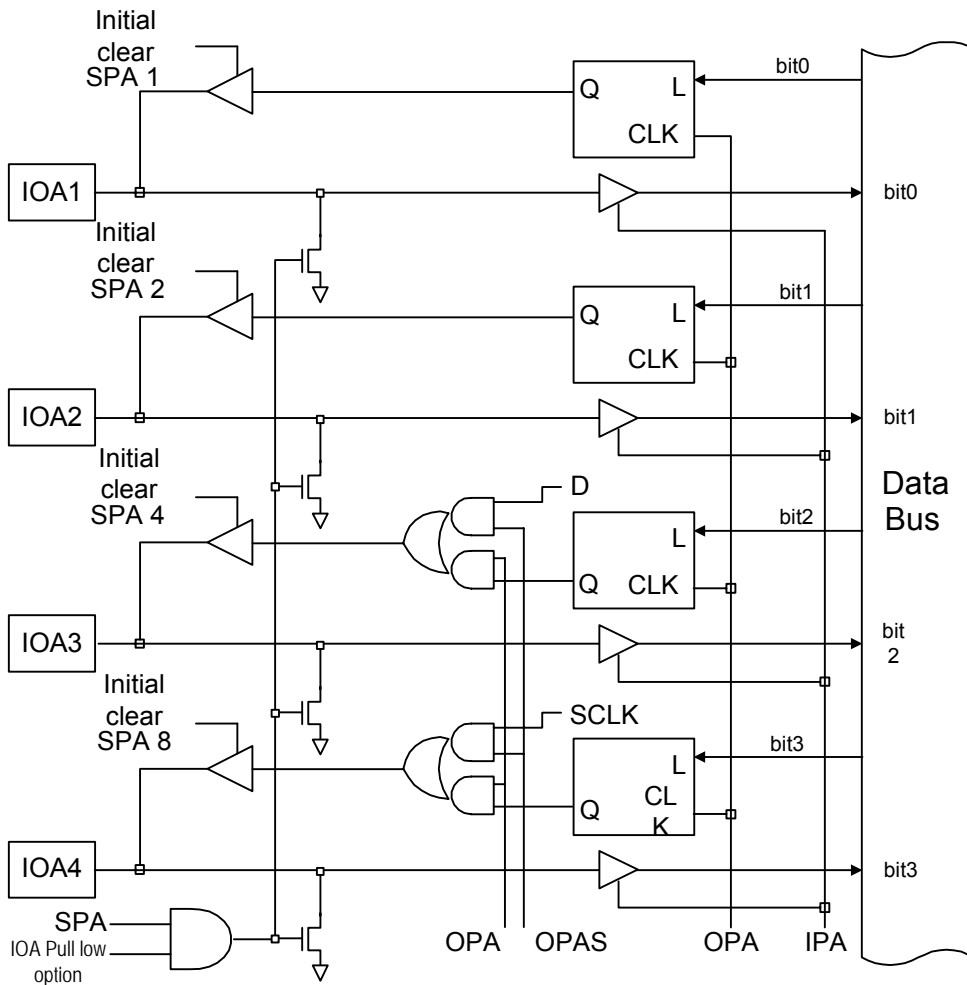 Initial
clear
SPA 1
Q
L
CLK
bit0
IOA1
bit0
Initial
clear
SPA 2
Q
L
CLK
bit1
IOA2
bit1
Initial
clear
SPA 4
D
Q
L
CLK
bit2
Data
Bus
IOA3
bit
2
Initial
clear
SPA 8
SCLK
Q
L
CL
K
bit3
IOA4
bit3
SPA
IOA Pull low
option
OPA
OPAS
OPA
IPA